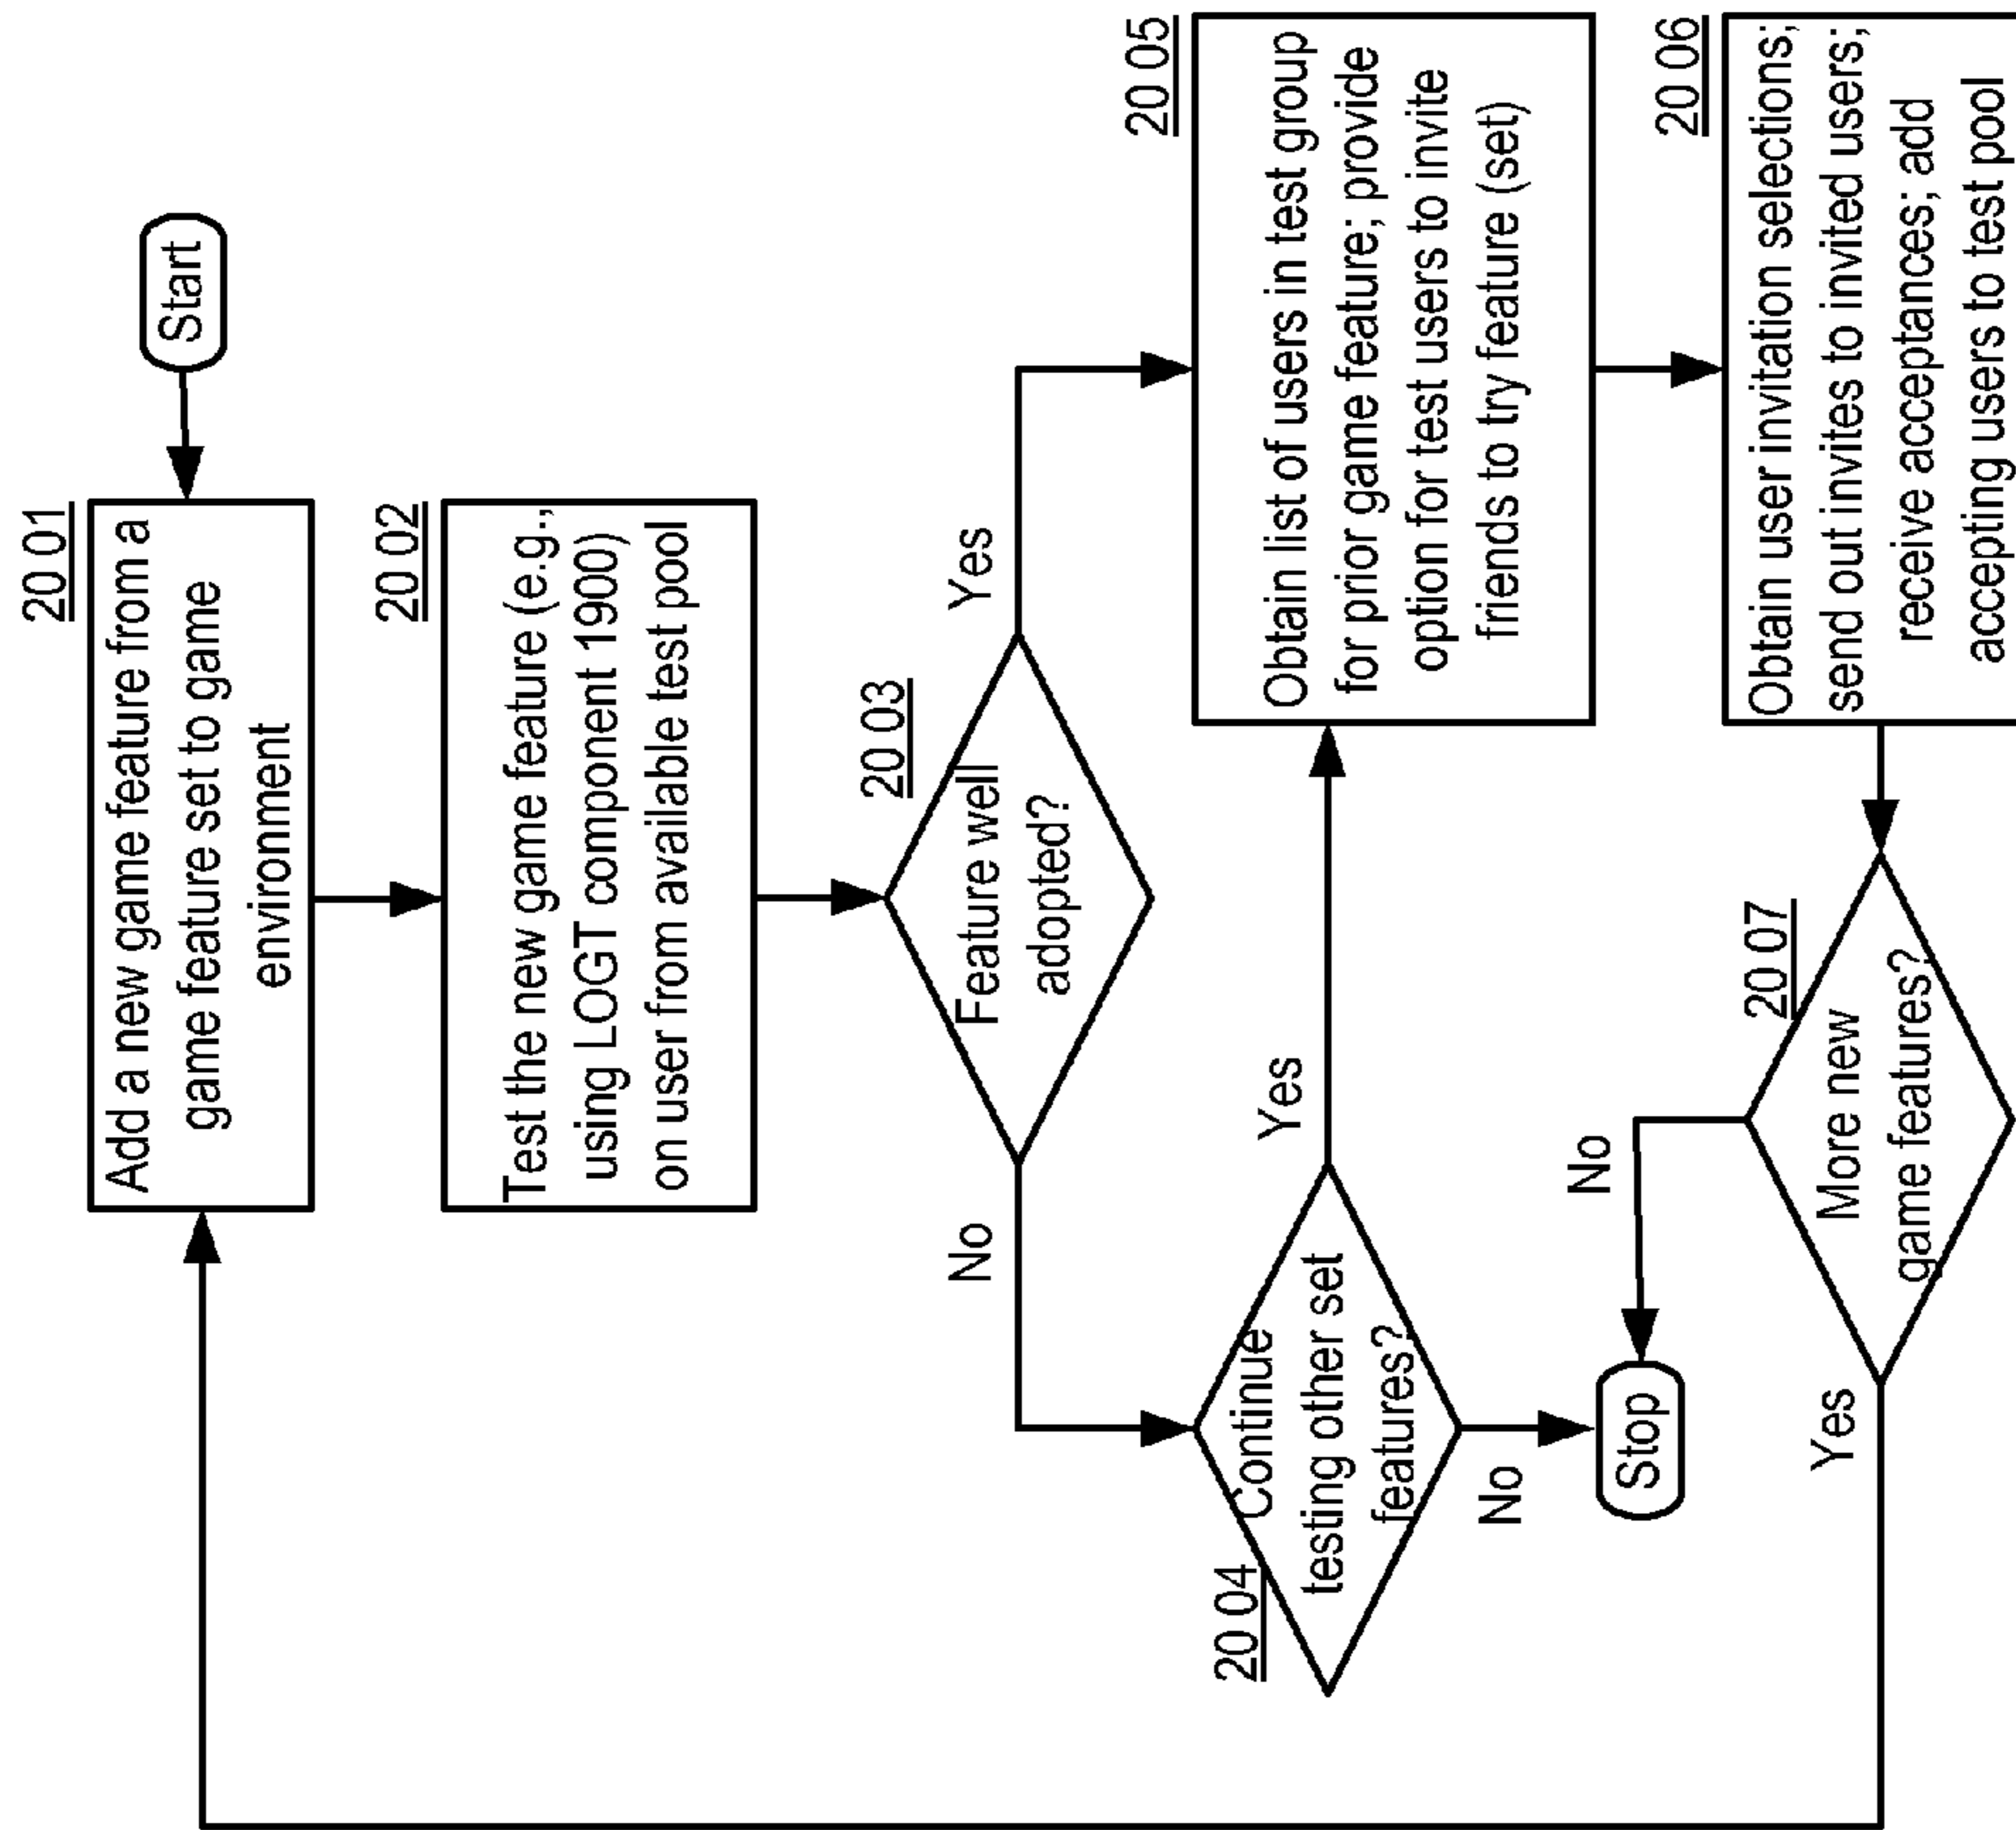 Start
20 01
Add a new game feature from a
game feature set to game
environment
20 02
Test the new game feature (e.g.,
using LOGT component 1900)
on user from available test pool
20 03
Feature well
adopted?
Yes
No
20 04
Continue
testing other set
features?
Yes
No
20 05
Obtain list of users in test group
for prior game feature; provide
option for test users to invite
friends to try feature (set)
20 06
Obtain user invitation selections;
send out invites to invited users;
receive acceptances; add
accepting users to test pool
20 07
More new
game features?
No
Yes
Stop